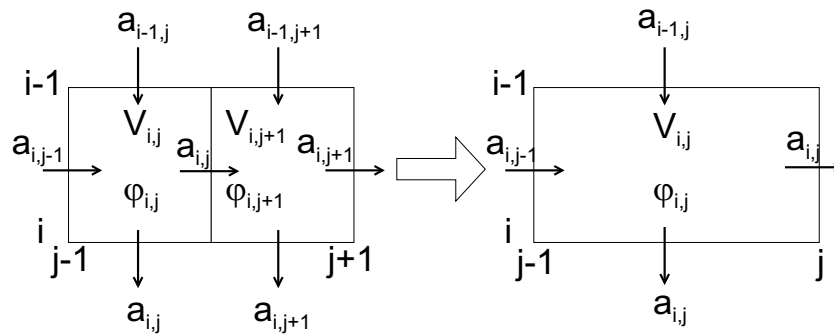 a_{i-1,j} a_{i-1,j+1} a_{i-1,j}
i-1 i-1
V_{i,j} V_{i,j+1} V_{i,j}
a_{i,j-1} a_{i,j} a_{i,j+1} a_{i,j-1} a_{i,j}
φ_{i,j} φ_{i,j+1} φ_{i,j}
i i
j-1 j+1 j-1 j
a_{i,j} a_{i,j+1} a_{i,j}